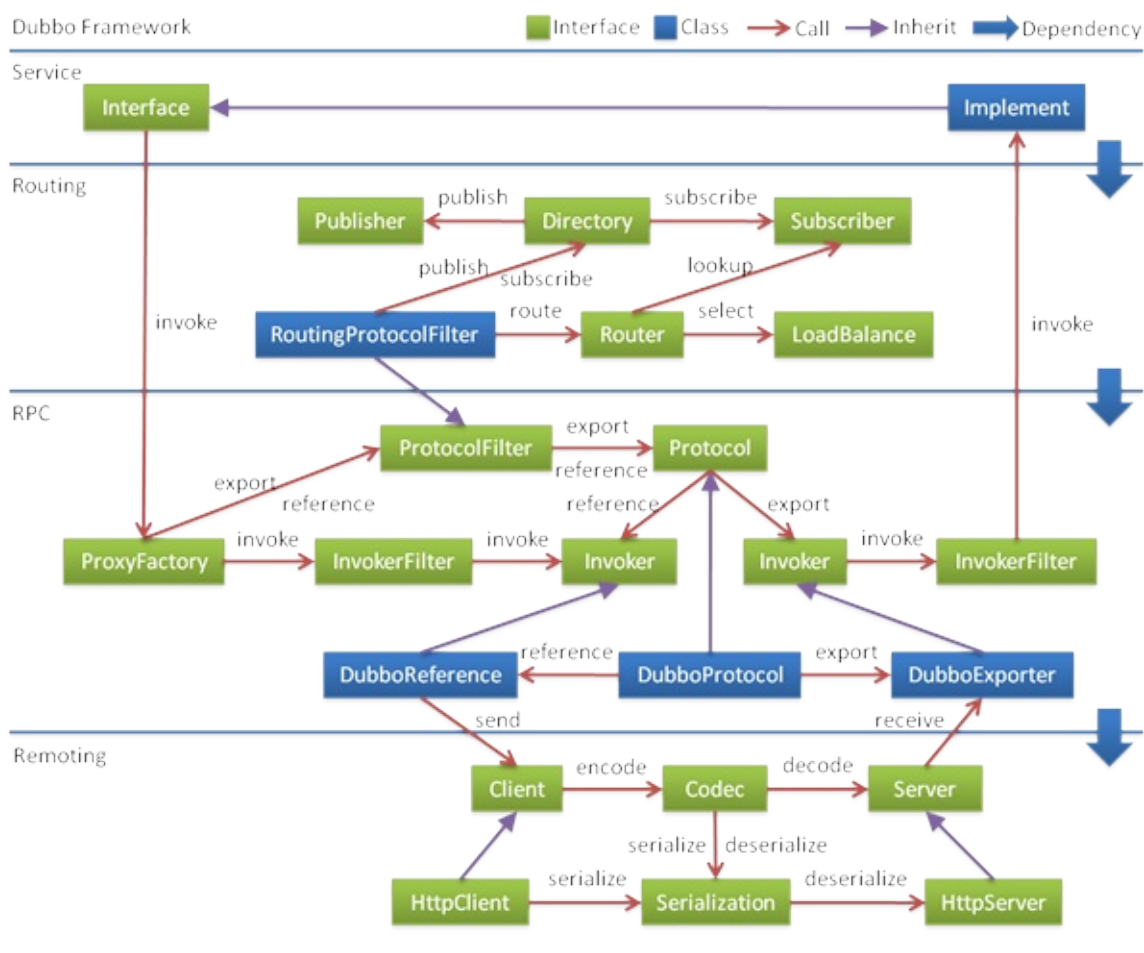 Dubbo Framework Interface Class Call Inherit Dependency
Service
Interface Implement
Routing
publish subscribe
Publisher Directory Subscriber
publish lookup
subscribe
invoke route select invoke
RoutingProtocolFilter Router LoadBalance
RPC
export
ProtocolFilter Protocol
reference
export
reference reference export
invoke invoke invoke
ProxyFactory InvokerFilter Invoker Invoker InvokerFilter
reference export
DubboReference DubboProtocol DubboExporter
send receive
Remoting
encode decode
Client Codec Server
serialize deserialize
serialize deserialize
HttpClient Serialization HttpServer